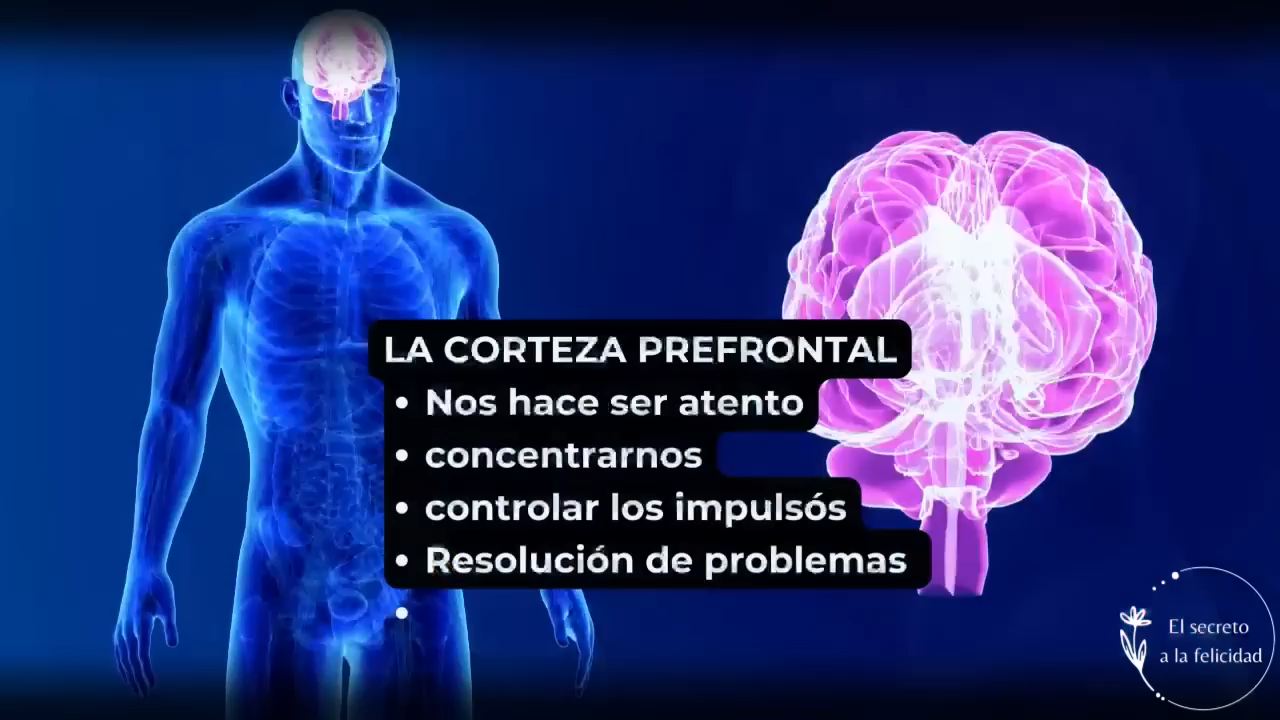 LA CORTEZA PREFRONTAL
• Nos hace ser atento
• concentrarnos
• controlar los impulsós
• Resolución de problemas
•
El secreto
a la felicidad